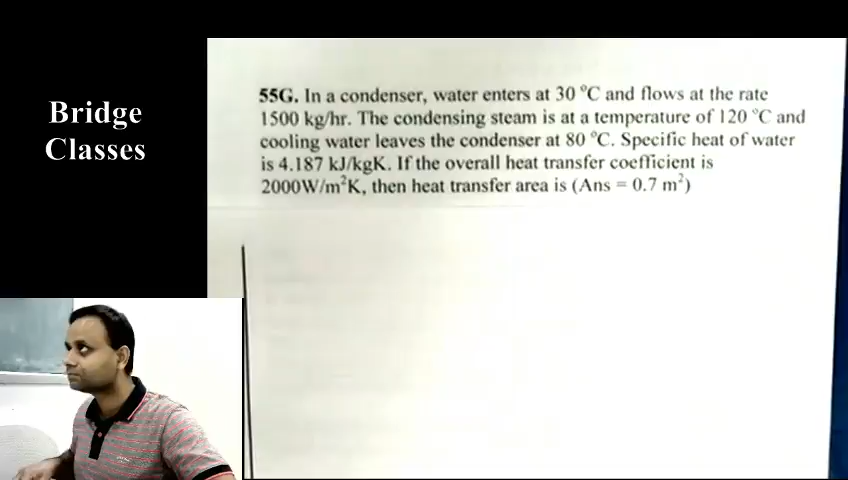 Bridge
Classes
55G. In a condenser, water enters at 30 °C and flows at the rate
1500 kg/hr. The condensing steam is at a temperature of 120 °C and
cooling water leaves the condenser at 80 °C. Specific heat of water
is 4.187 kJ/kgK. If the overall heat transfer coefficient is
2000W/m²K, then heat transfer area is (Ans = 0.7 m²)